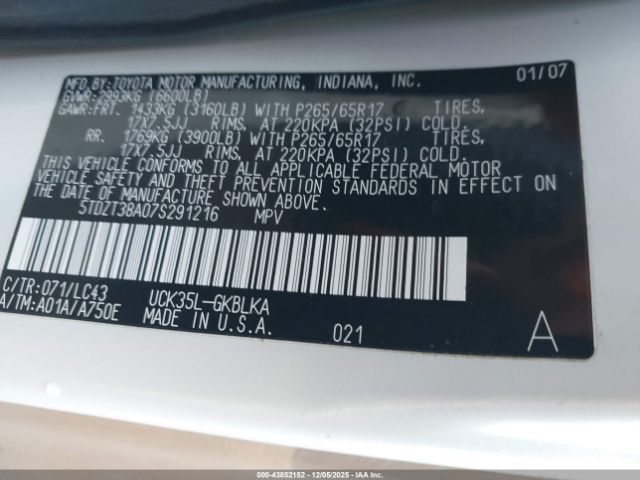 MFD.BY:TOYOTA MOTOR MANUFACTURING, INDIANA, INC. 01/07
GVWR:2993KG (6600LB)
GAWR:FRT. 1433KG (3160LB) WITH P265/65R17 TIRES,
17X7.5JJ RIMS, AT 220KPA (32PSI) COLD.
RR. 1769KG (3900LB) WITH P265/65R17 TIRES,
17X7.5JJ RIMS, AT 220KPA (32PSI) COLD.
THIS VEHICLE CONFORMS TO ALL APPLICABLE FEDERAL MOTOR
VEHICLE SAFETY AND THEFT PREVENTION STANDARDS IN EFFECT ON
THE DATE OF MANUFACTURE SHOWN ABOVE.
5TDZT38A07S291216 MPV
C/TR:071/LC43 UCK35L-GKBLKA
A/TM:A01A/A750E MADE IN U.S.A. 021 A
000-43852152 - 12/05/2025 - IAA, Inc.